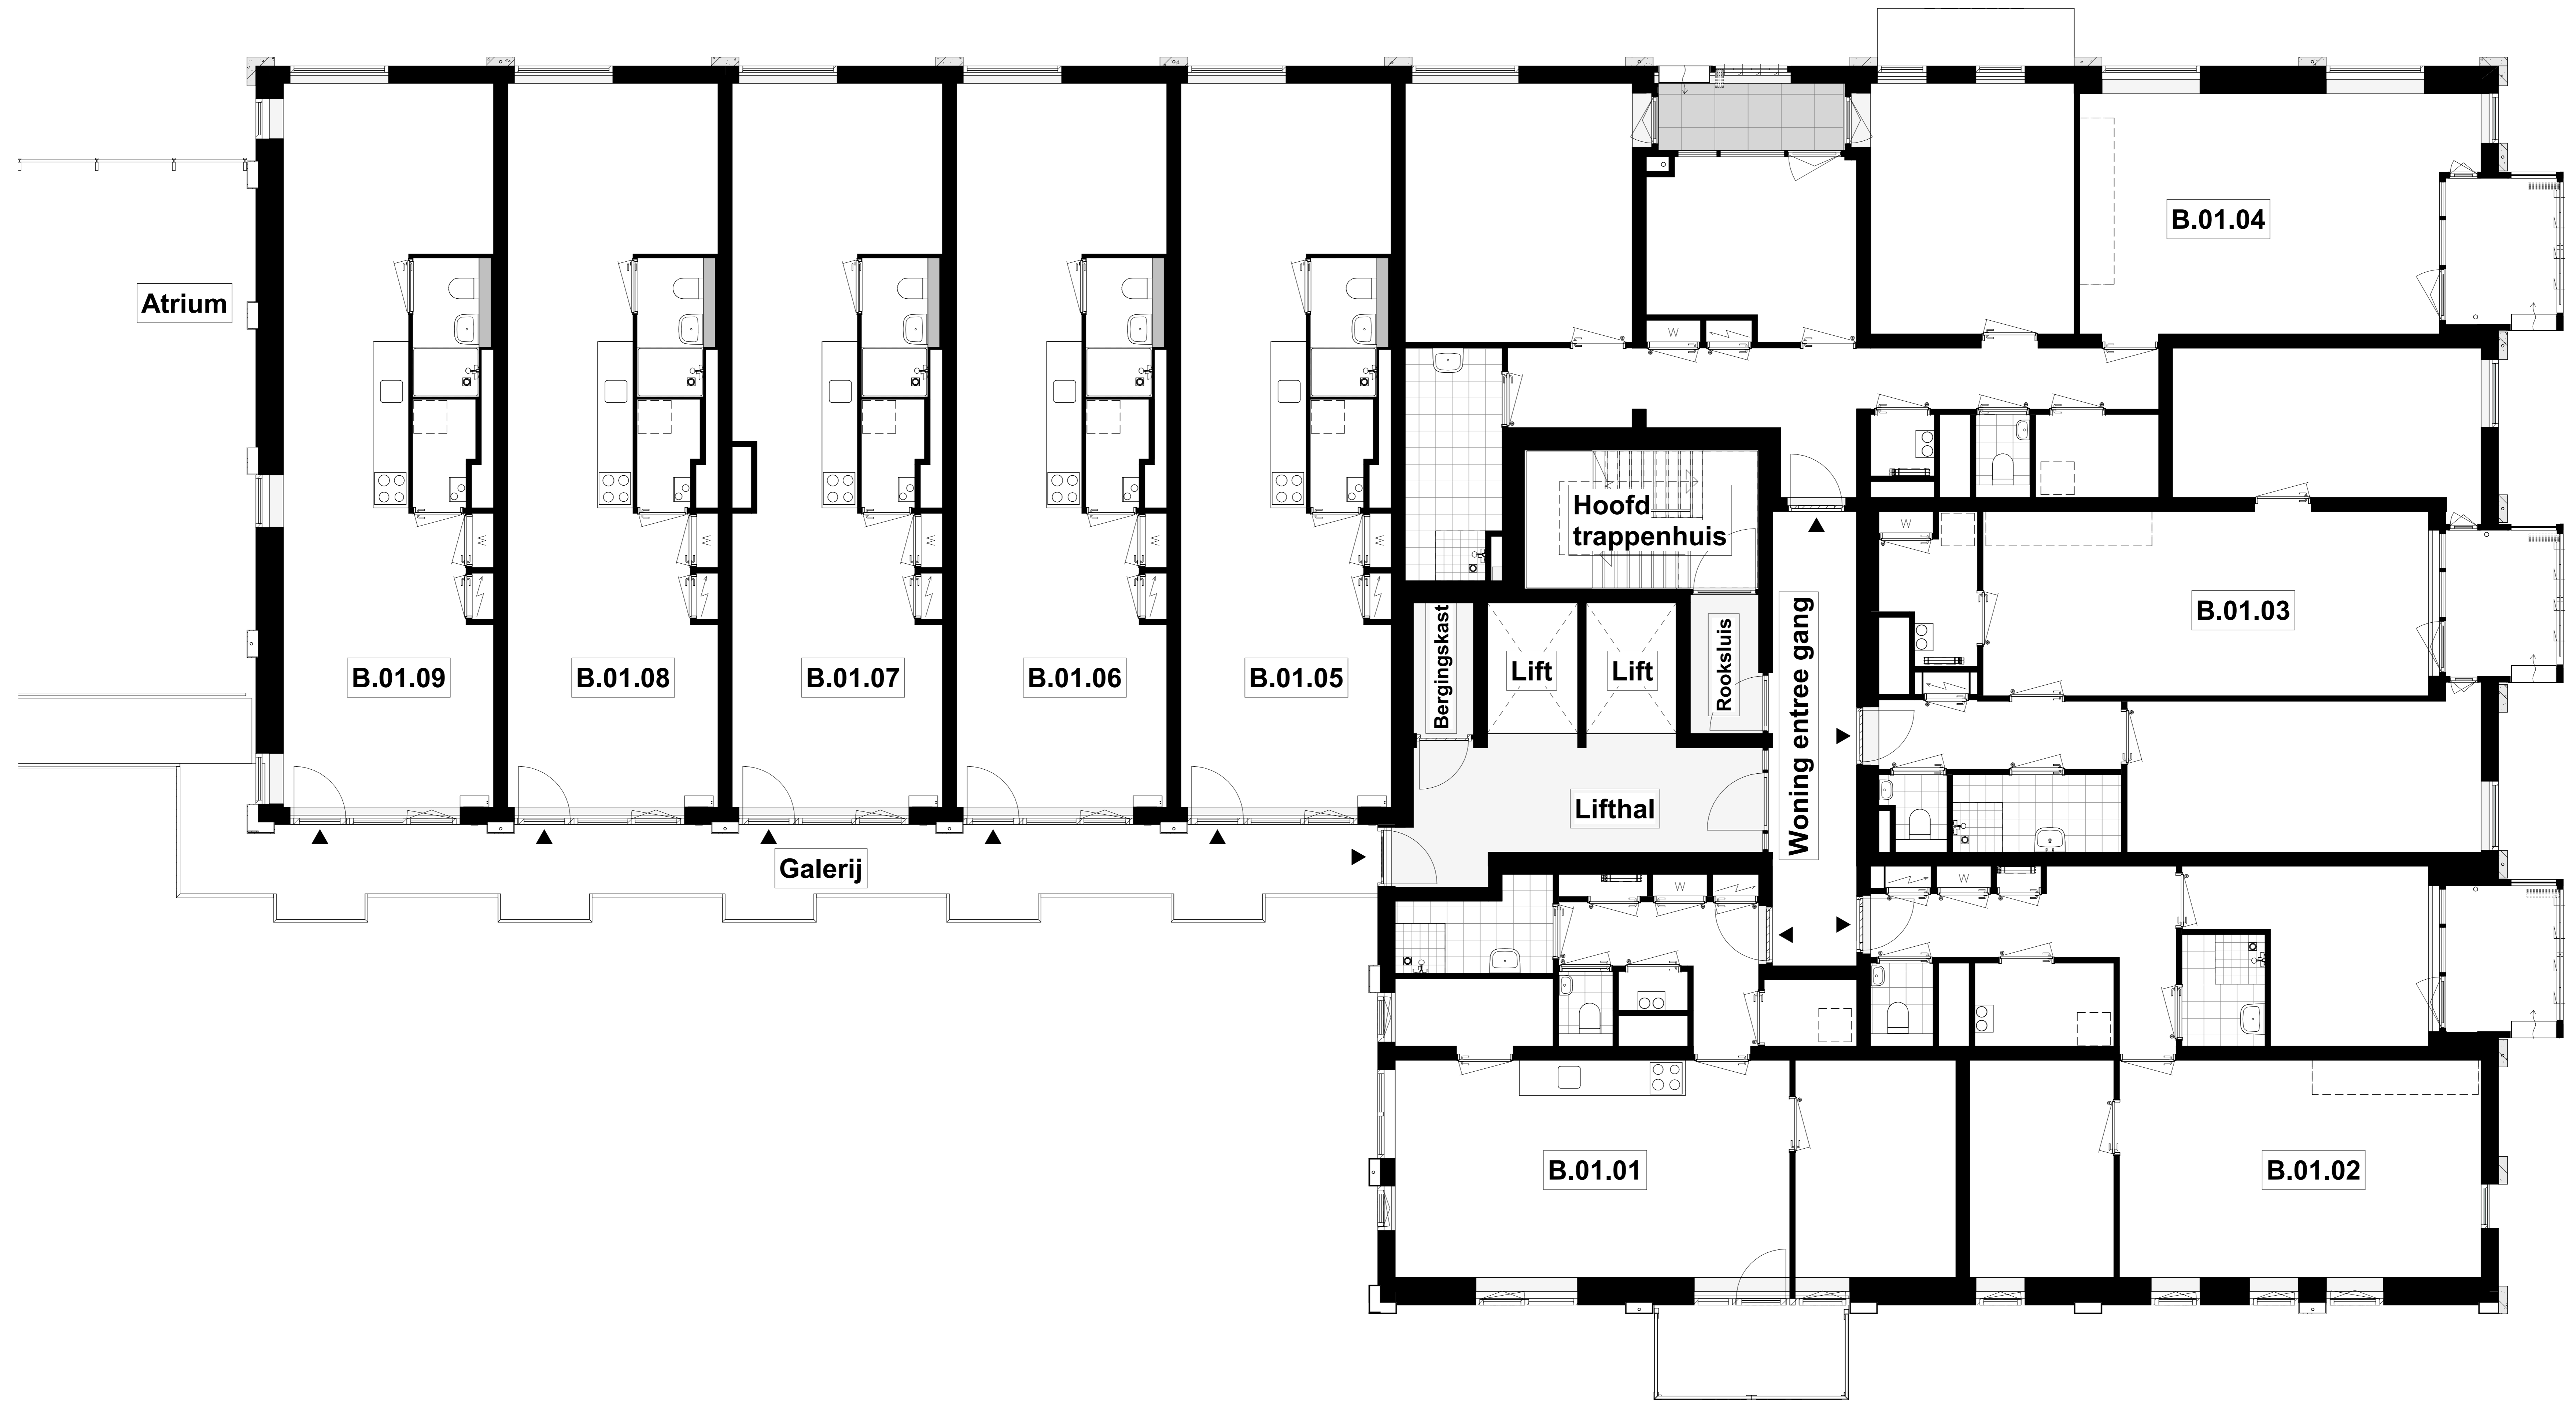 B.01.04
Atrium
Hoofd
trappenhuis
W
W
B.01.03
W
W
W
W
W
Bergingskast
Lift
Lift
Rooksluis
Woning entree gang
B.01.09
B.01.08
B.01.07
B.01.06
B.01.05
Lifthal
Galerij
W
W
B.01.01
B.01.02